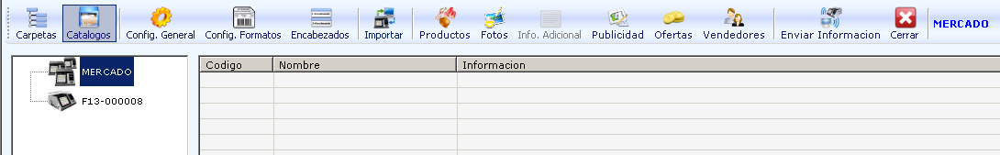 Carpetas Catalogos Config. General Config. Formatos Encabezados Importar Productos Fotos Info. Adicional Publicidad Ofertas Vendedores Enviar Informacion Cerrar MERCADO
MERCADO
F13-000008
Codigo Nombre Informacion